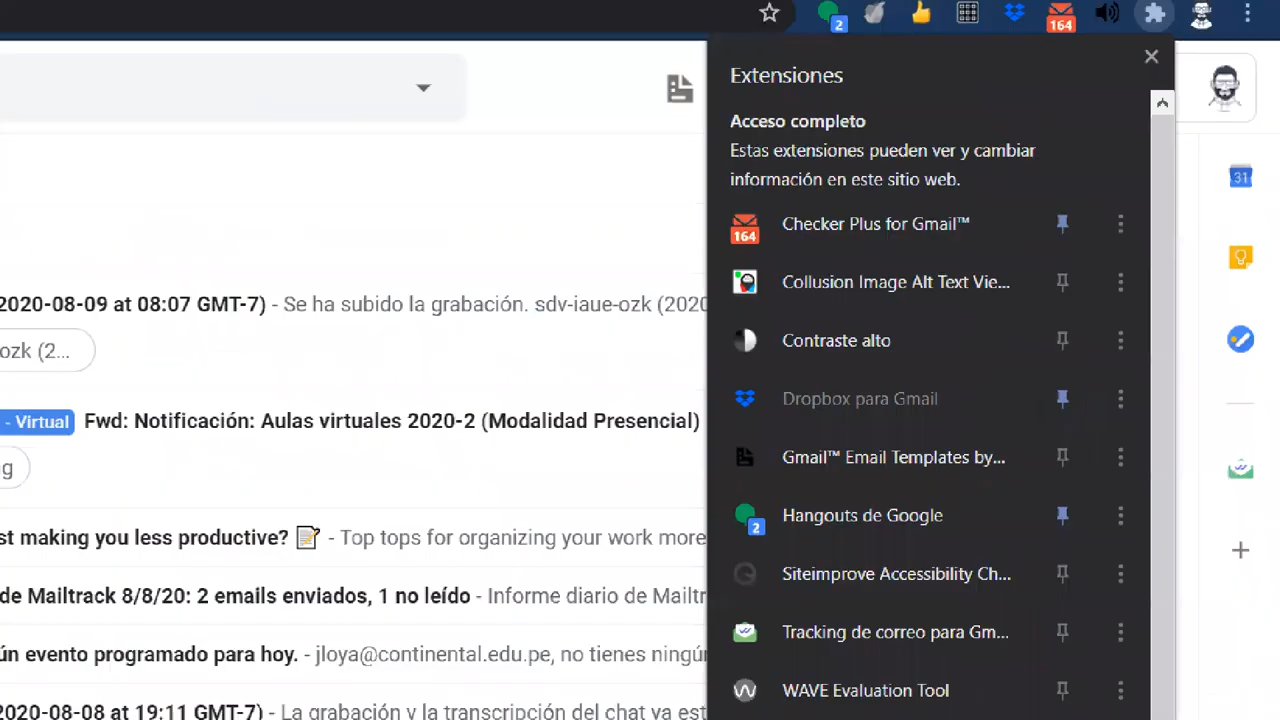 2
164
Extensiones
Acceso completo
Estas extensiones pueden ver y cambiar
información en este sitio web.
164
Checker Plus for Gmail™
Collusion Image Alt Text Vie...
Contraste alto
Dropbox para Gmail
Gmail™ Email Templates by...
2
Hangouts de Google
Siteimprove Accessibility Ch...
Tracking de correo para Gm...
WAVE Evaluation Tool
31
2020-08-09 at 08:07 GMT-7) - Se ha subido la grabación. sdv-iaue-ozk (2020
ozk (2...
- Virtual Fwd: Notificación: Aulas virtuales 2020-2 (Modalidad Presencial)
g
st making you less productive? 📝 - Top tops for organizing your work more
de Mailtrack 8/8/20: 2 emails enviados, 1 no leído - Informe diario de Mailtr
ún evento programado para hoy. - jloya@continental.edu.pe, no tienes ningún
2020-08-08 at 19:11 GMT-7) - La grabación y la transcripción del chat ya est